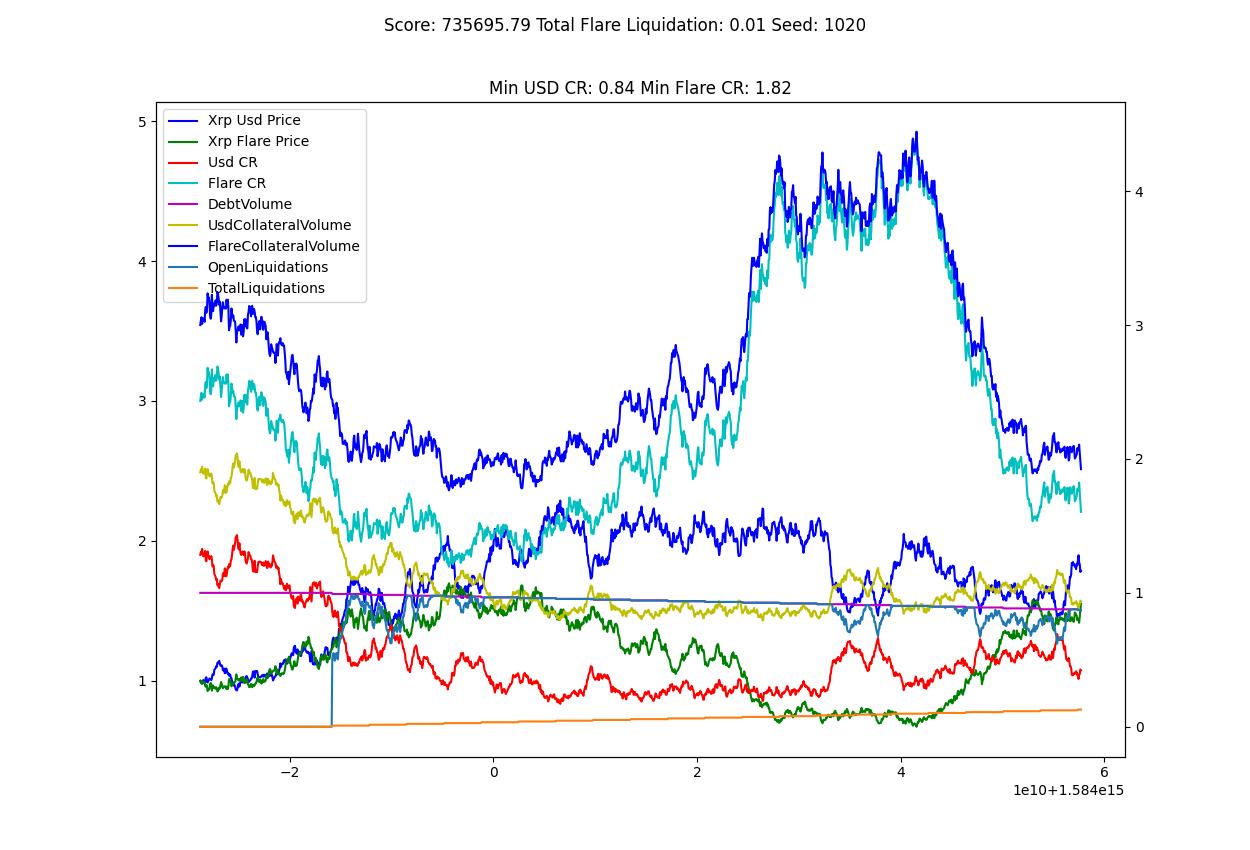 Score: 735695.79 Total Flare Liquidation: 0.01 Seed: 1020
Min USD CR: 0.84 Min Flare CR: 1.82
Xrp Usd Price
Xrp Flare Price
Usd CR
Flare CR
DebtVolume
UsdCollateralVolume
FlareCollateralVolume
OpenLiquidations
TotalLiquidations
5
4
3
2
1
4
3
2
1
0
−2
0
2
4
6
1e10+1.584e15